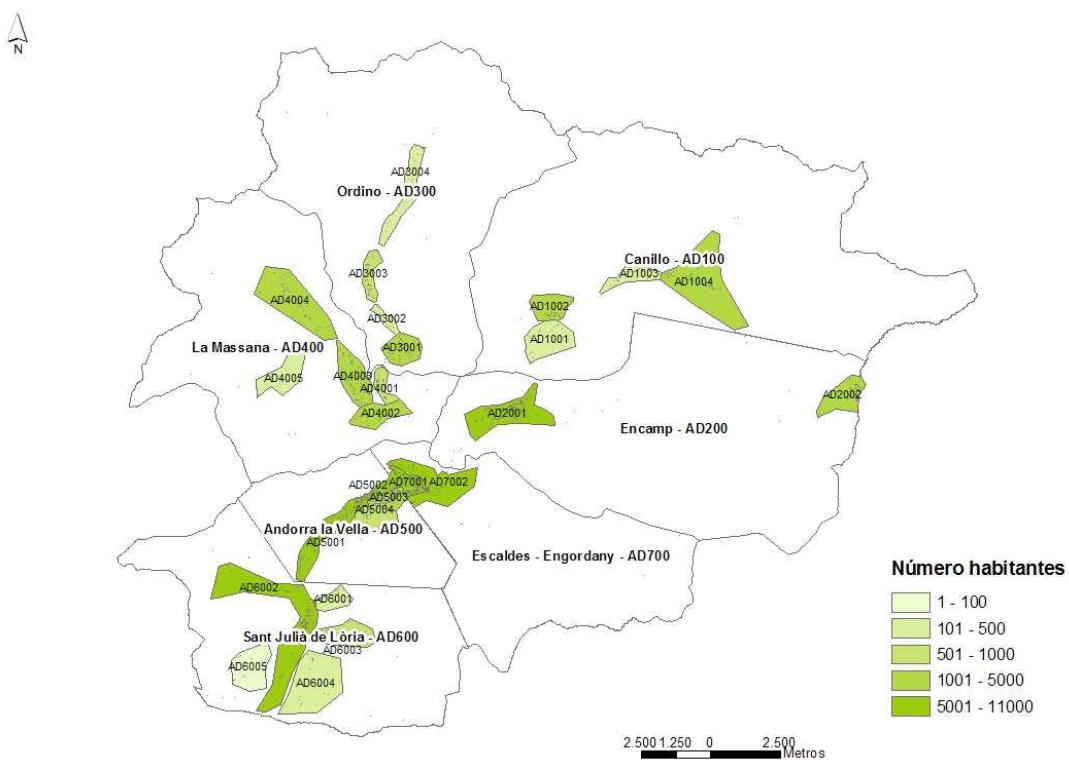 N
AD3004
Ordino - AD300
Canillo - AD100
AD3003
AD1003
AD1004
AD4004
AD1002
AD3002
AD1001
La Massana - AD400
AD3001
AD4005
AD4003
AD4001
AD2002
AD4002
AD2001
Encamp - AD200
AD5002
AD7001
AD7002
AD5003
AD5004
Andorra la Vella - AD500
AD5001
Escaldes - Engordany - AD700
Número habitantes
AD6002
AD6001
1 - 100
101 - 500
Sant Julià de Lòria - AD600
AD6003
501 - 1000
AD6005
AD6004
1001 - 5000
5001 - 11000
2.500 1.250 0 2.500
Metros